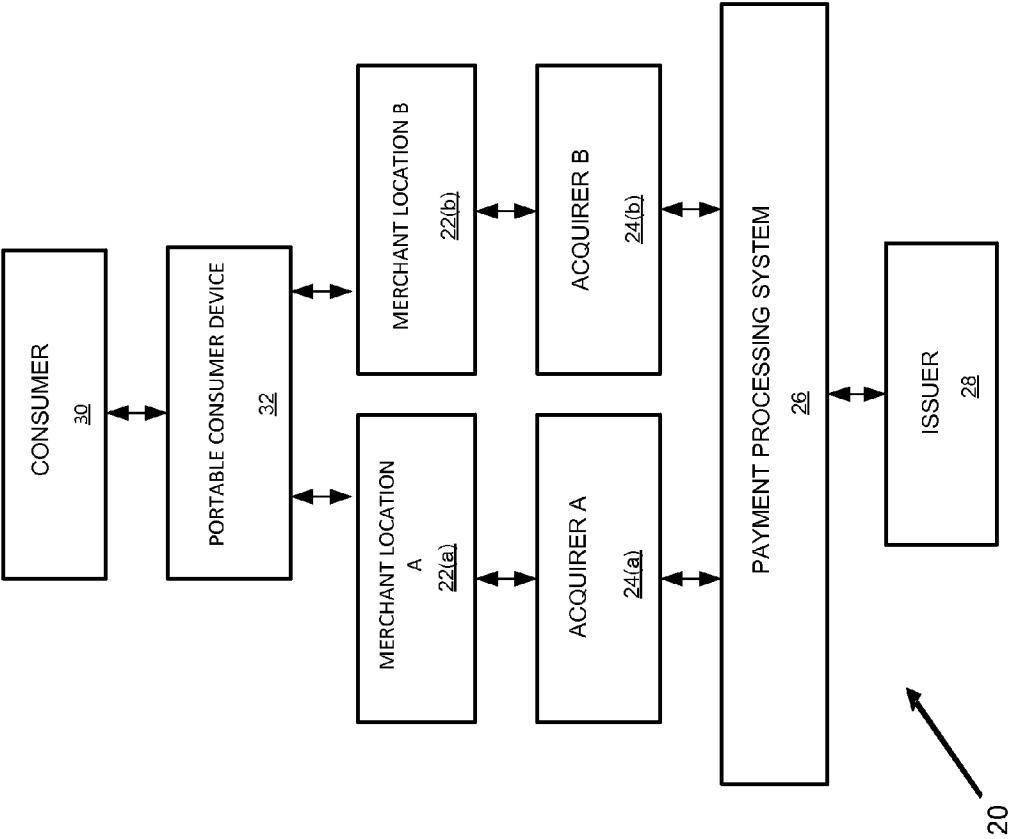 CONSUMER
30
PORTABLE CONSUMER DEVICE
32
MERCHANT LOCATION
A
22(a)
MERCHANT LOCATION B
22(b)
ACQUIRER A
24(a)
ACQUIRER B
24(b)
PAYMENT PROCESSING SYSTEM
26
ISSUER
28
20